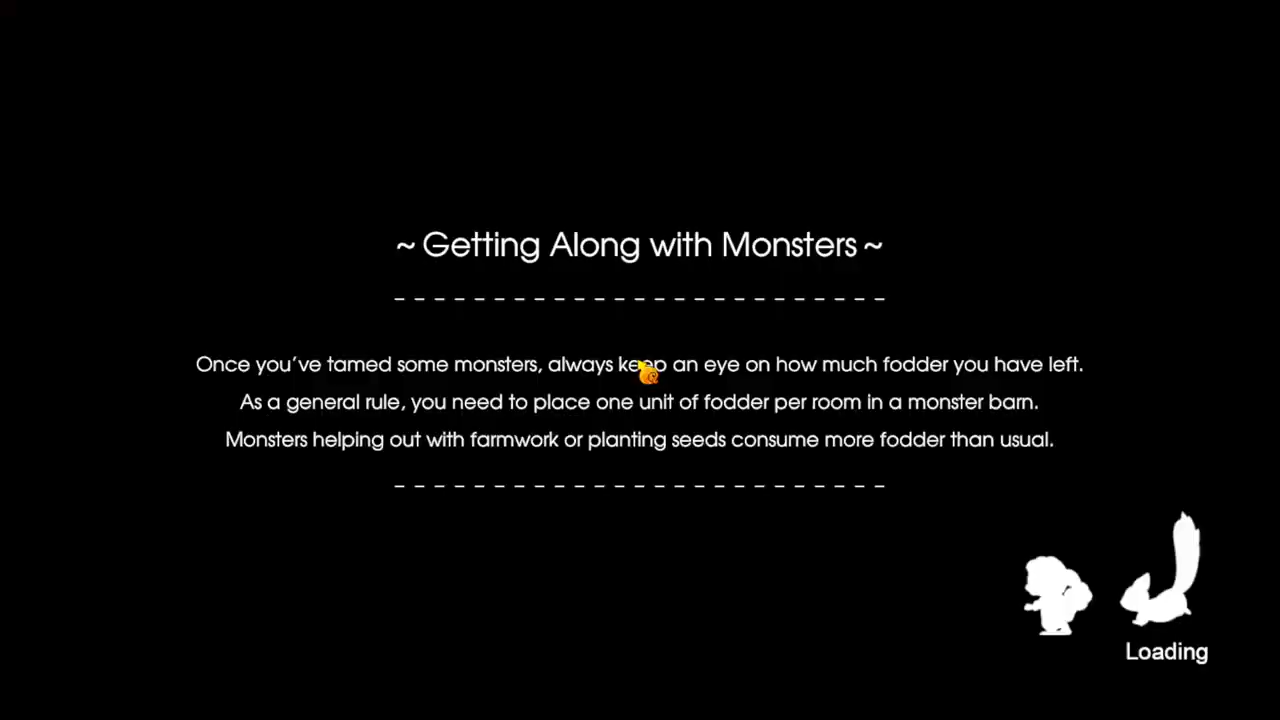 ~ Getting Along with Monsters ~
Once you've tamed some monsters, always keep an eye on how much fodder you have left.
As a general rule, you need to place one unit of fodder per room in a monster barn.
Monsters helping out with farmwork or planting seeds consume more fodder than usual.
Loading